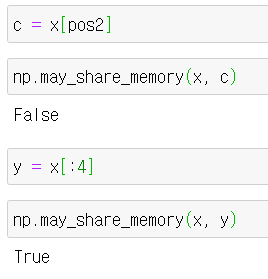 c = x[pos2]
np.may_share_memory(x, c)
False
y = x[:4]
np.may_share_memory(x, y)
True